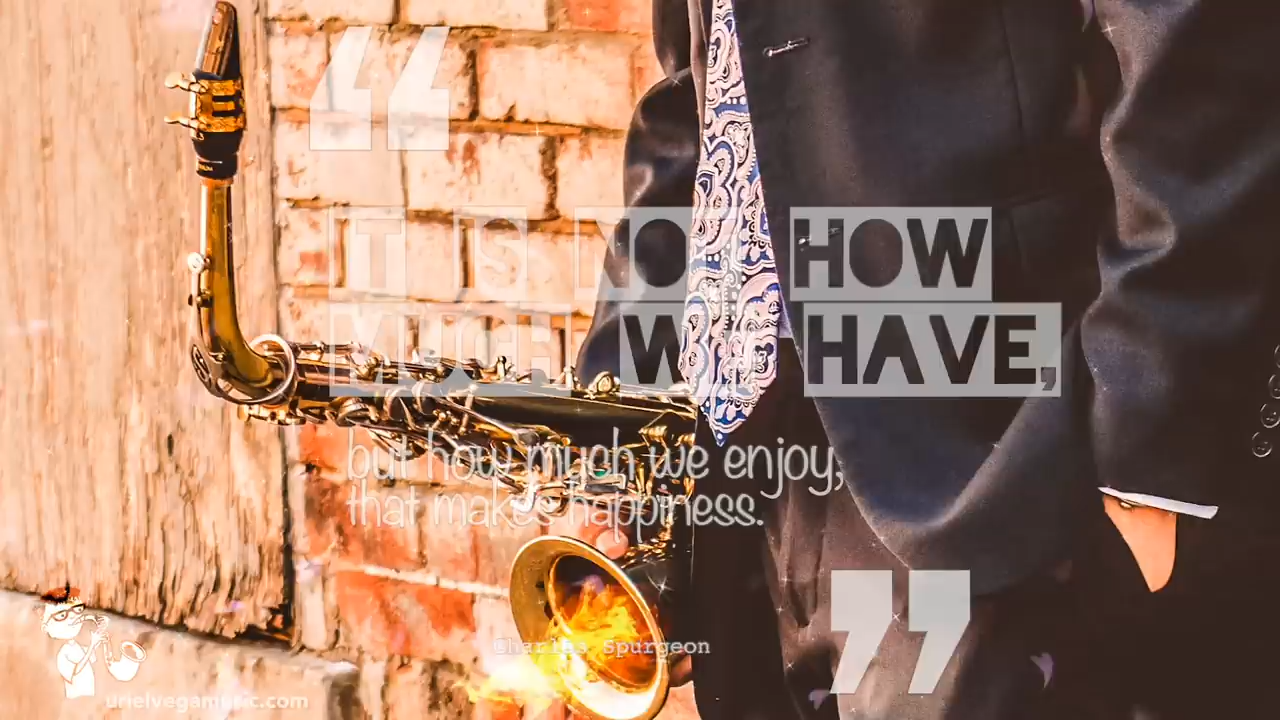 “
IT IS NOT HOW
MUCH WE HAVE,
but how much we enjoy,
that makes happiness.
”
Charles Spurgeon
urielvegamusic.com